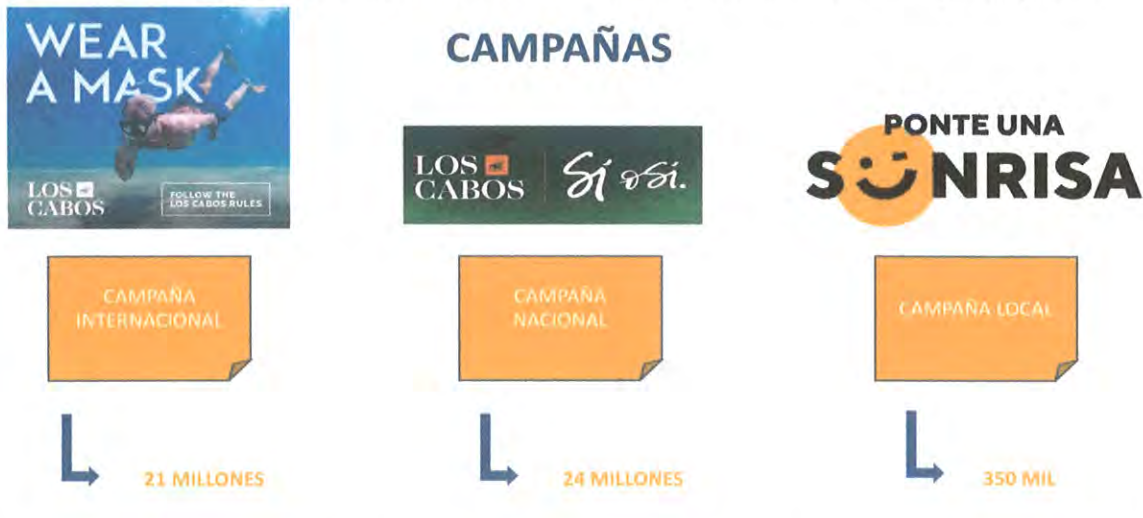 WEAR
A MASK
LOS
CABOS
FOLLOW THE
LOS CABOS RULES
CAMPAÑAS
LOS
CABOS
Sí o sí.
PONTE UNA
SONRISA
CAMPAÑA
INTERNACIONAL
CAMPAÑA
NACIONAL
CAMPAÑA LOCAL
21 MILLONES
24 MILLONES
350 MIL